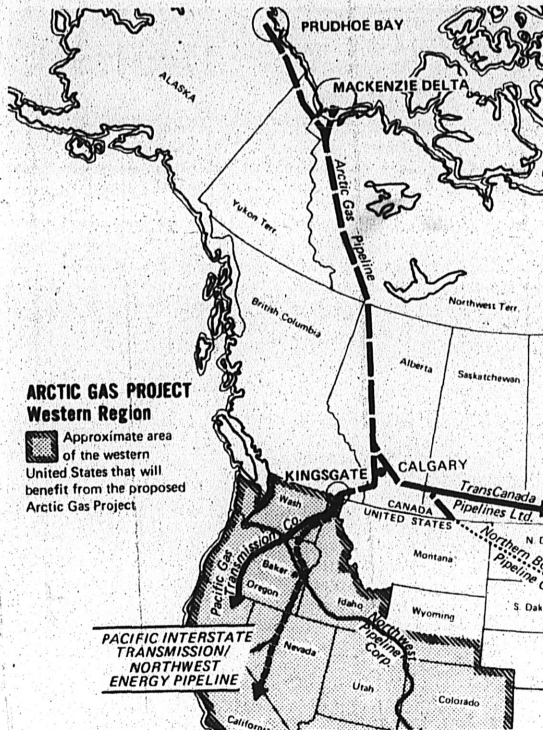 PRUDHOE BAY
MACKENZIE DELTA
ALASKA
Arctic Gas Pipeline
Yukon Terr.
Northwest Terr.
British Columbia
Alberta
Saskatchewan
ARCTIC GAS PROJECT
Western Region
Approximate area
of the western
United States that will
benefit from the proposed
Arctic Gas Project
KINGSGATE
CALGARY
TransCanada
Pipelines Ltd.
CANADA
UNITED STATES
Wash
Pacific Gas
Transmission Co.
Montana
Northern
Pipeline
N. D
S. Dak
Baker
Oregon
Idaho
Wyoming
Northwest
Pipeline
Corp.
PACIFIC INTERSTATE
TRANSMISSION/
NORTHWEST
ENERGY PIPELINE
Nevada
Utah
Colorado
California